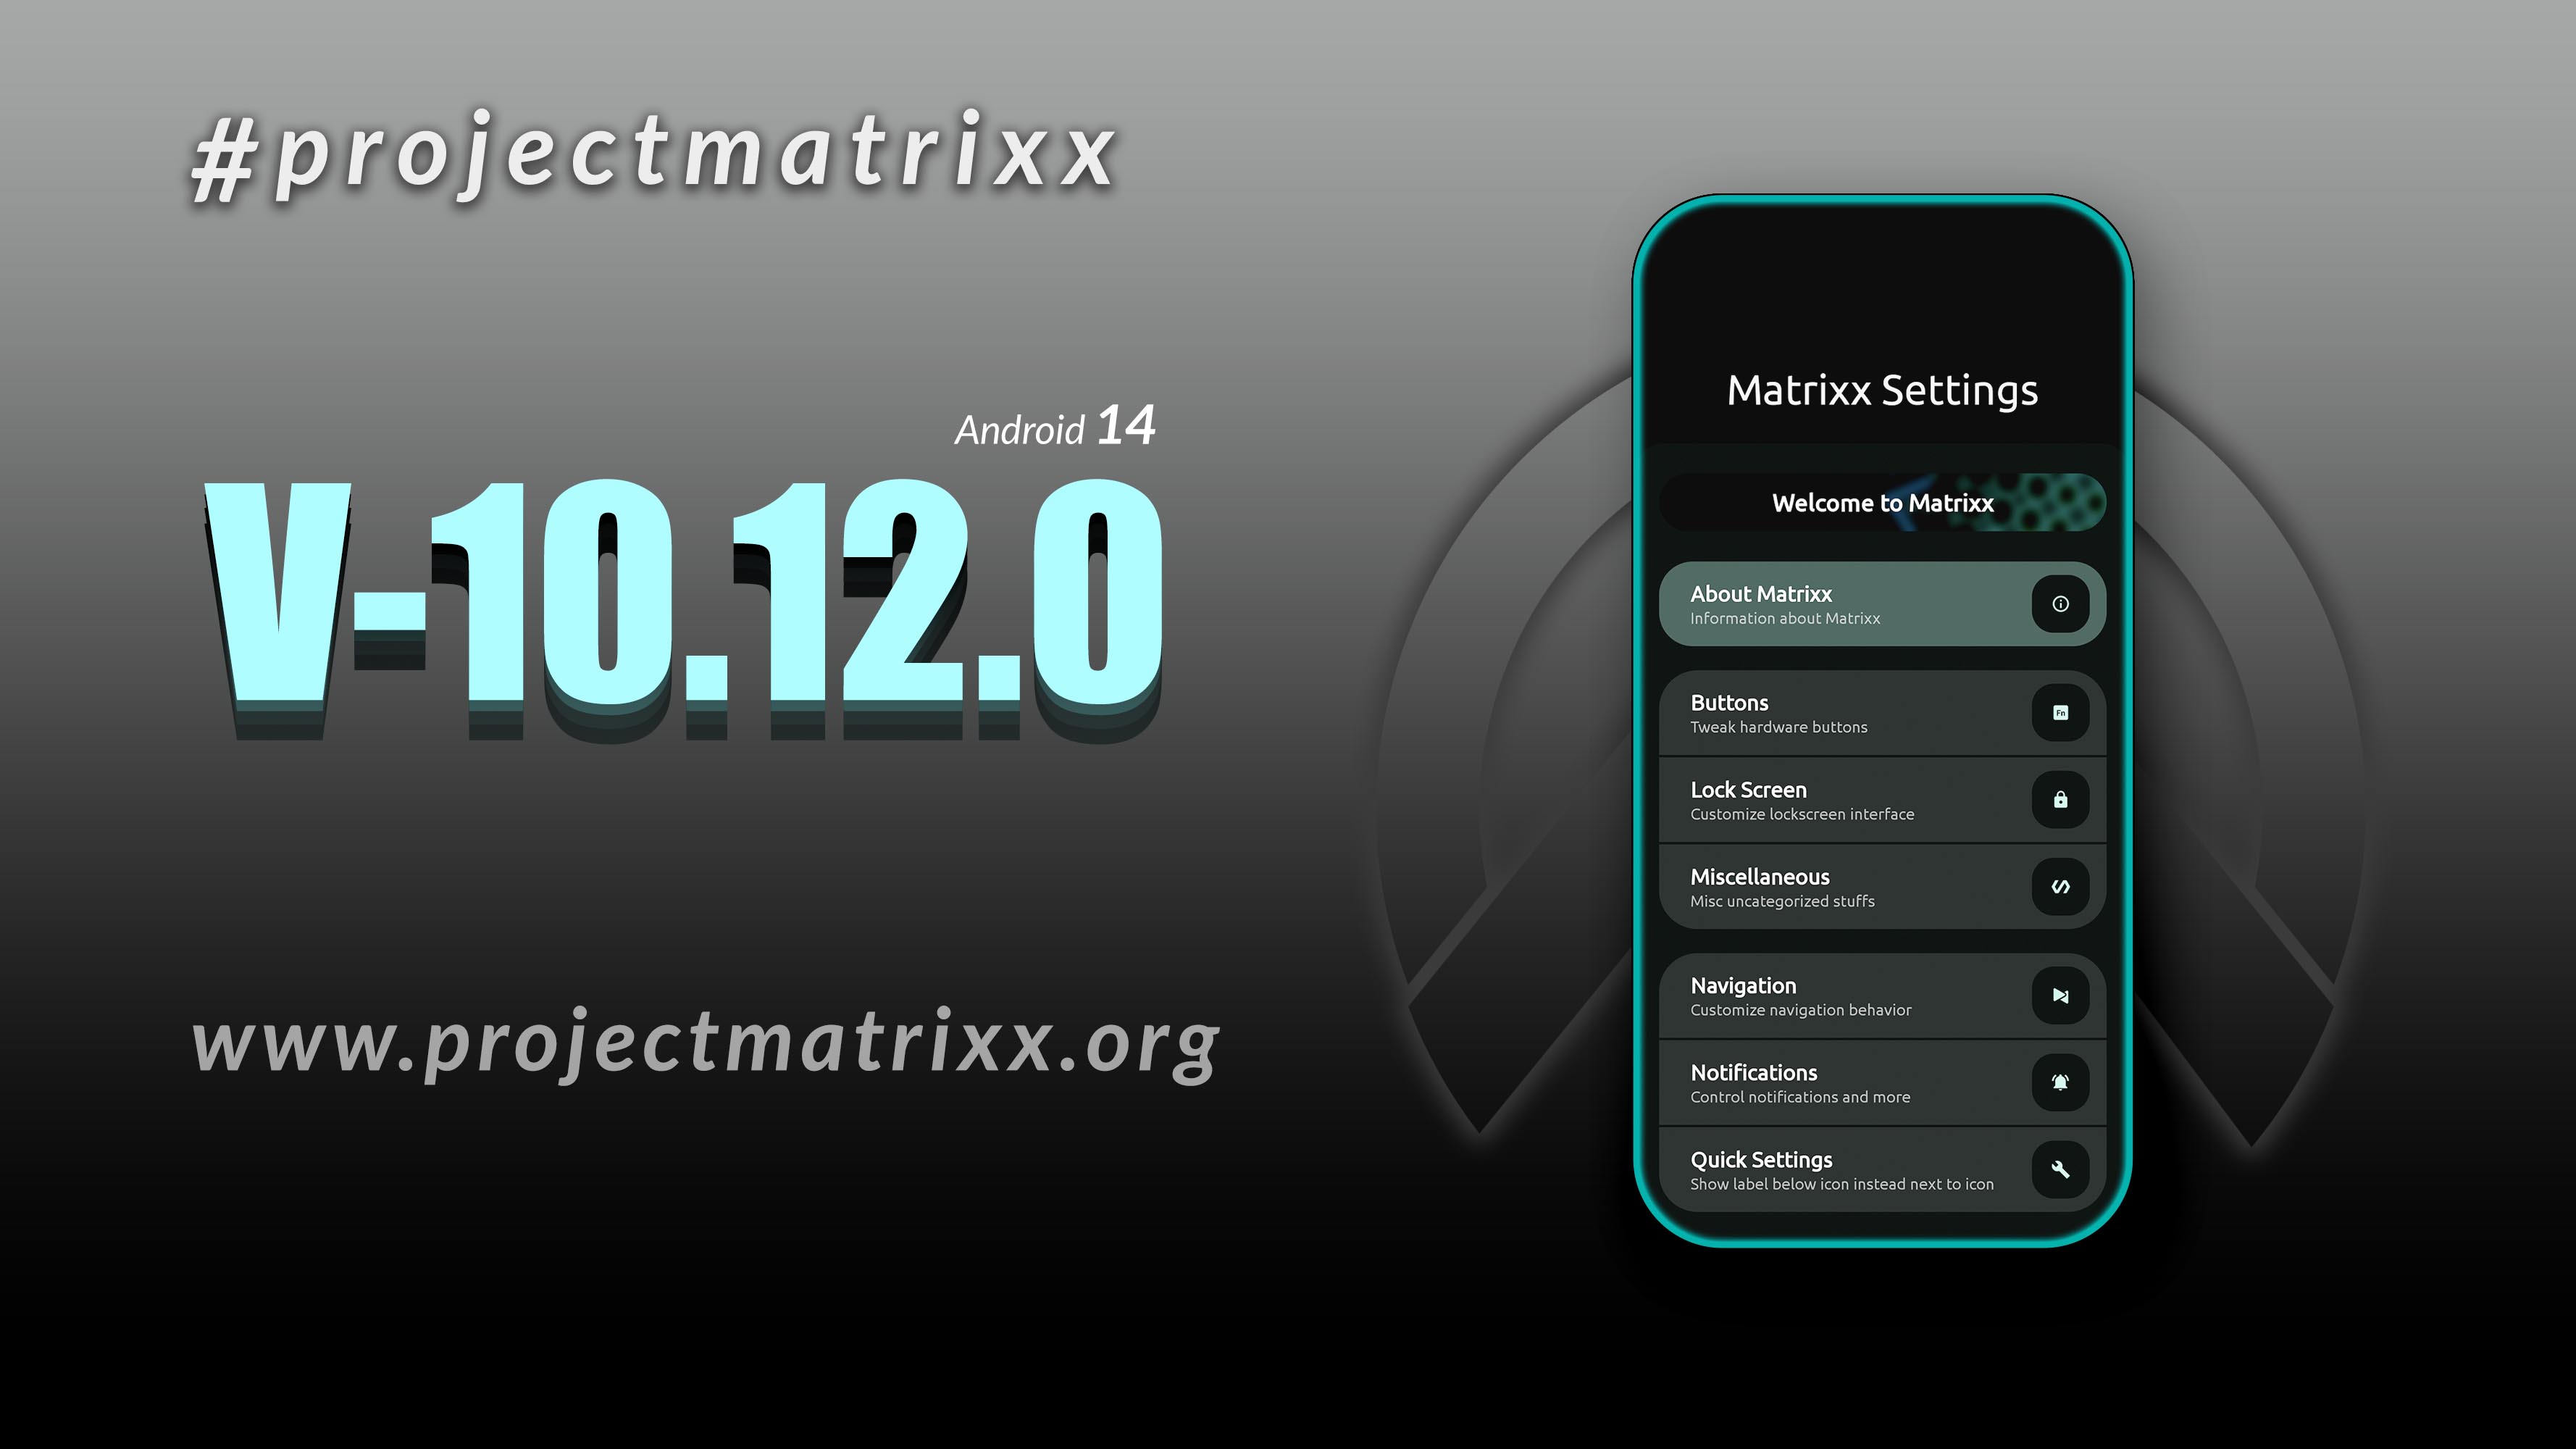 #projectmatrixx
Android 14
V-10.12.0
www.projectmatrixx.org
Matrixx Settings
Welcome to Matrixx
About Matrixx
Information about Matrixx
Buttons
Tweak hardware buttons
Fn
Lock Screen
Customize lockscreen interface
Miscellaneous
Misc uncategorized stuffs
Navigation
Customize navigation behavior
Notifications
Control notifications and more
Quick Settings
Show label below icon instead next to icon